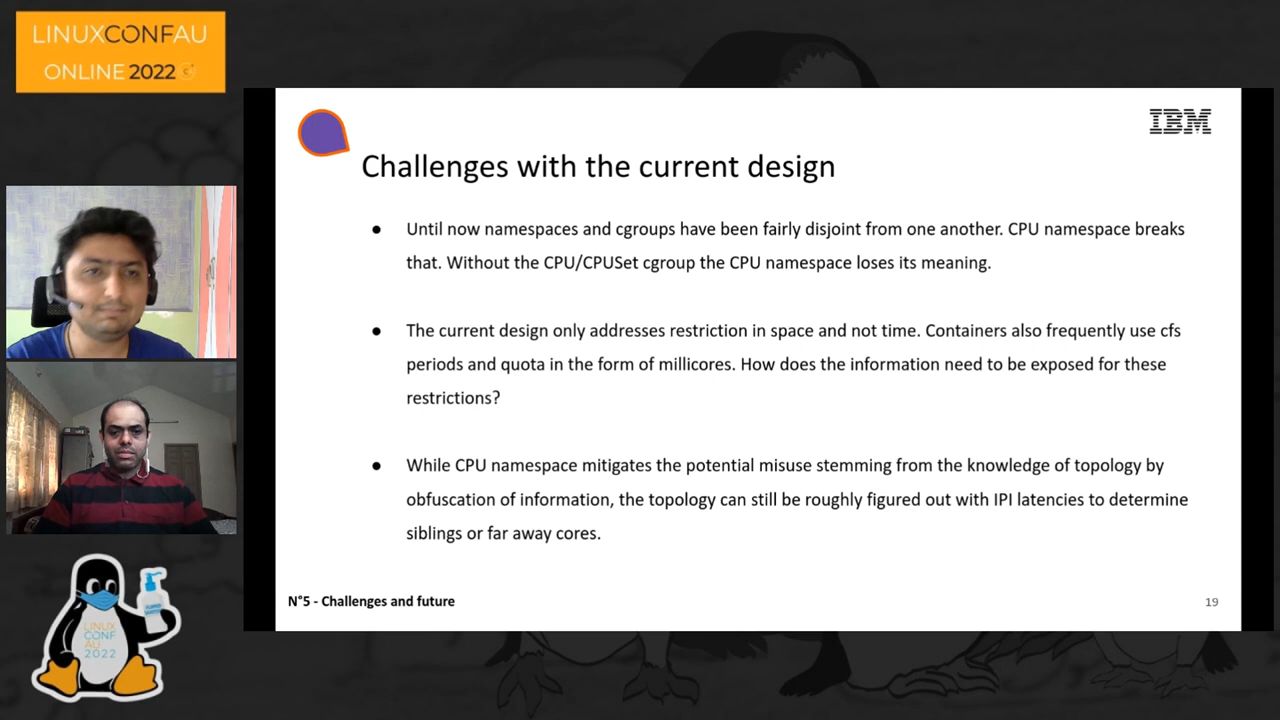 LINUXCONFAU
ONLINE 2022
IBM
Challenges with the current design
● Until now namespaces and cgroups have been fairly disjoint from one another. CPU namespace breaks
that. Without the CPU/CPUSet cgroup the CPU namespace loses its meaning.
● The current design only addresses restriction in space and not time. Containers also frequently use cfs
periods and quota in the form of millicores. How does the information need to be exposed for these
restrictions?
● While CPU namespace mitigates the potential misuse stemming from the knowledge of topology by
obfuscation of information, the topology can still be roughly figured out with IPI latencies to determine
siblings or far away cores.
N°5 - Challenges and future
19
LINUX
CONF
AU
2022